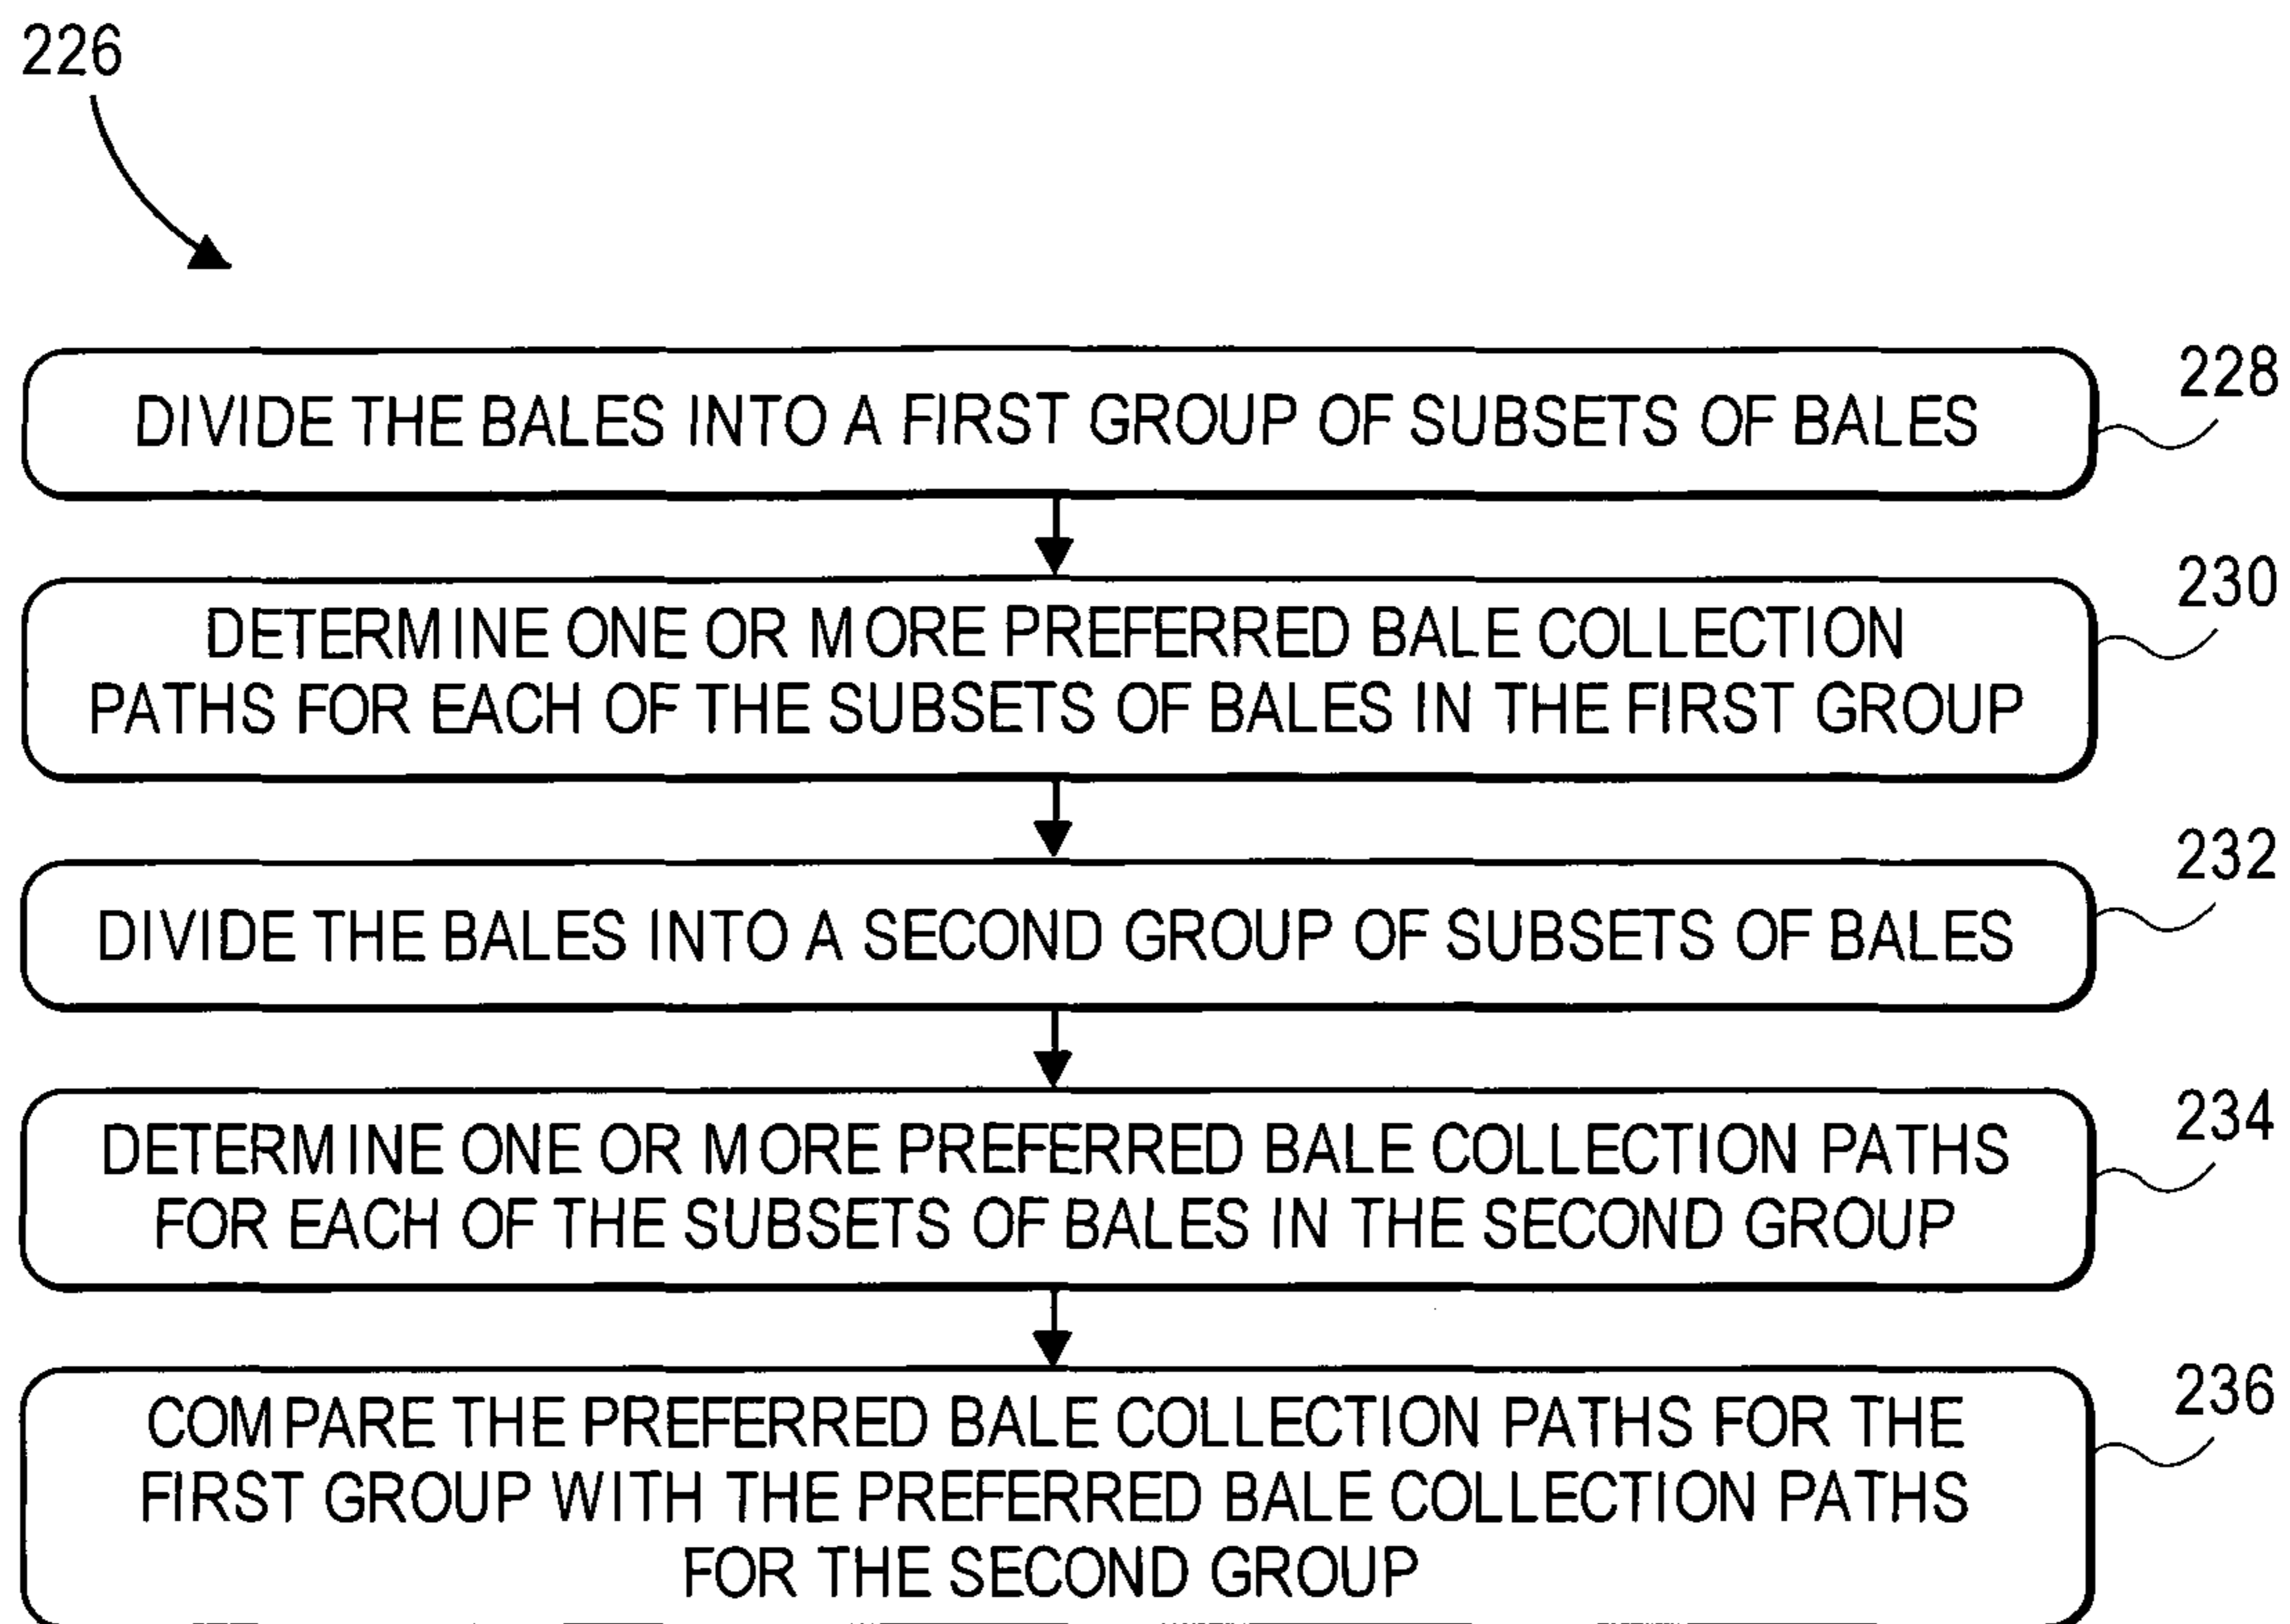 226
DIVIDE THE BALES INTO A FIRST GROUP OF SUBSETS OF BALES
228
DETERMINE ONE OR MORE PREFERRED BALE COLLECTION
PATHS FOR EACH OF THE SUBSETS OF BALES IN THE FIRST GROUP
230
DIVIDE THE BALES INTO A SECOND GROUP OF SUBSETS OF BALES
232
DETERMINE ONE OR MORE PREFERRED BALE COLLECTION PATHS
FOR EACH OF THE SUBSETS OF BALES IN THE SECOND GROUP
234
COMPARE THE PREFERRED BALE COLLECTION PATHS FOR THE
FIRST GROUP WITH THE PREFERRED BALE COLLECTION PATHS
FOR THE SECOND GROUP
236